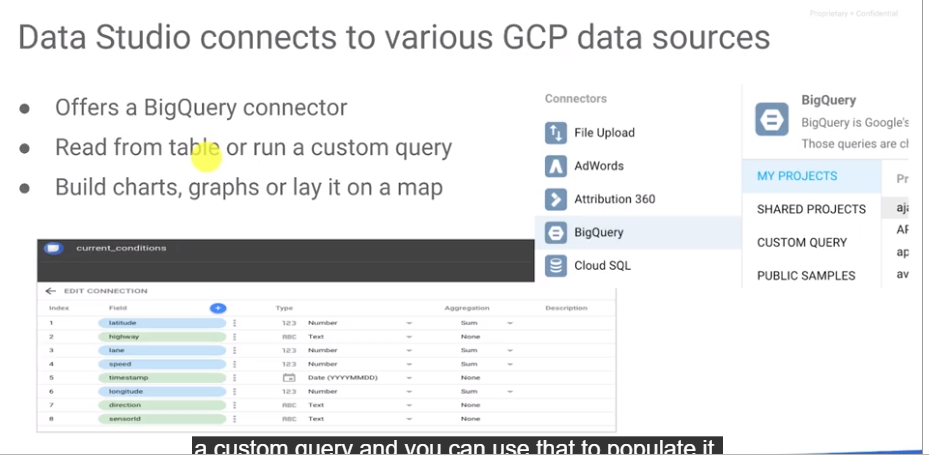 Proprietary + Confidential
Data Studio connects to various GCP data sources
● Offers a BigQuery connector
● Read from table or run a custom query
● Build charts, graphs or lay it on a map
Connectors
File Upload
AdWords
Attribution 360
BigQuery
Cloud SQL
BigQuery
BigQuery is Google's
Those queries are
MY PROJECTS
SHARED PROJECTS
CUSTOM QUERY
PUBLIC SAMPLES
Pr
aja
AP
ap
av
current_conditions
EDIT CONNECTION
Index Field Type Aggregation Description
1 latitude 123 Number Sum
2 highway ABC Text None
3 lane 123 Number Sum
4 speed 123 Number Sum
5 timestamp Date (YYYYMMDD) None
6 longitude 123 Number Sum
7 direction ABC Text None
8 sensorId ABC Text None
a custom query and you can use that to populate it